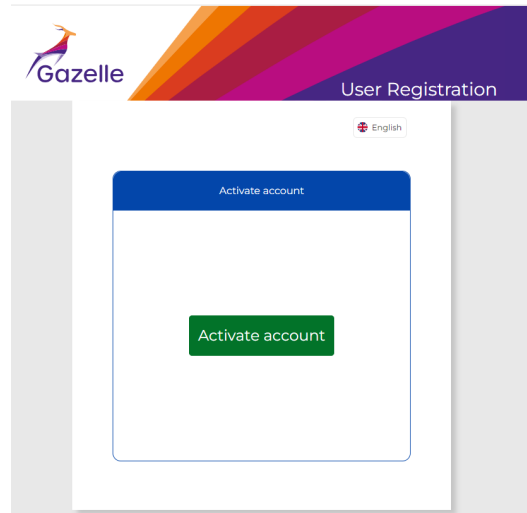 Gazelle
User Registration
English
Activate account
Activate account